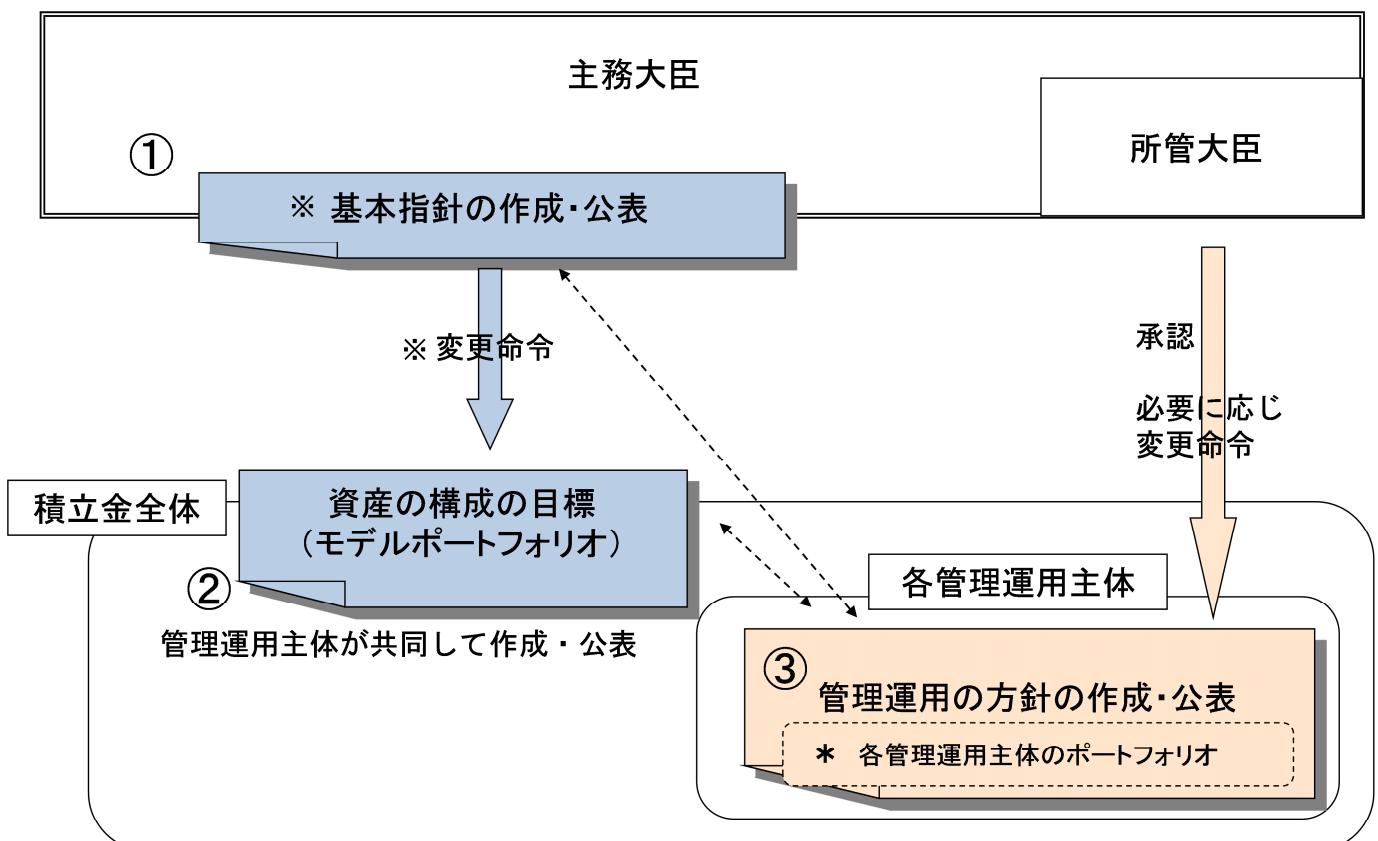 主務大臣
所管大臣
①
※ 基本指針の作成・公表
※ 変更命令
承認
必要に応じ
変更命令
積立金全体
資産の構成の目標
（モデルポートフォリオ）
②
管理運用主体が共同して作成・公表
各管理運用主体
③
管理運用の方針の作成・公表
＊ 各管理運用主体のポートフォリオ